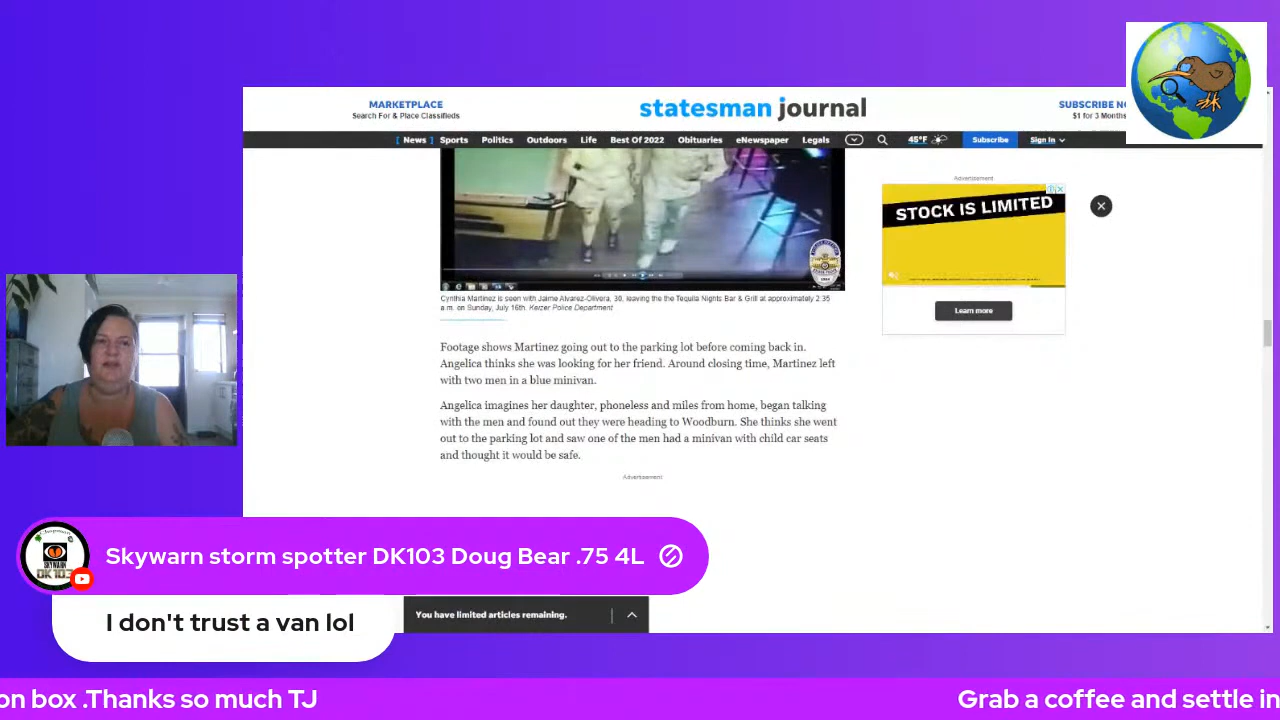 MARKETPLACE
Search For & Place Classifieds
statesman journal
SUBSCRIBE NO
$1 for 3 Months
[ News ] Sports Politics Outdoors Life Best Of 2022 Obituaries eNewspaper Legals 45°F Subscribe Sign In
Advertisement
STOCK IS LIMITED
Learn more
Cynthia Martinez is seen with Jaime Alvarez-Olivera, 30, leaving the the Tequila Nights Bar & Grill at approximately 2:35
a.m. on Sunday, July 16th. Keizer Police Department
Footage shows Martinez going out to the parking lot before coming back in.
Angelica thinks she was looking for her friend. Around closing time, Martinez left
with two men in a blue minivan.
Angelica imagines her daughter, phoneless and miles from home, began talking
with the men and found out they were heading to Woodburn. She thinks she went
out to the parking lot and saw one of the men had a minivan with child car seats
and thought it would be safe.
Advertisement
Skywarn storm spotter DK103 Doug Bear .75 4L
SKYWARN
DK103
I don't trust a van lol
You have limited articles remaining.
on box .Thanks so much TJ
Grab a coffee and settle in